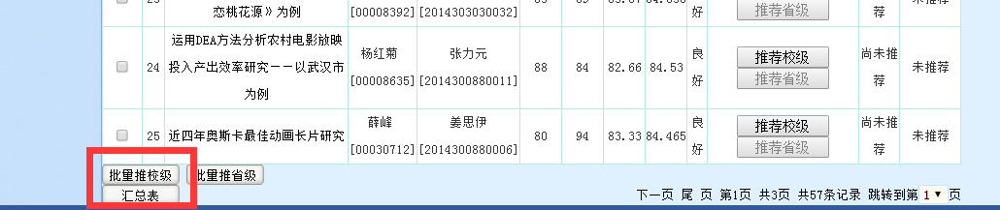 恋桃花源》为例 [00008392] [2014303030032] 好 推荐省级 荐
24 运用DEA方法分析农村电影放映投入产出效率研究——以武汉市为例 杨红菊 [00008635] 张力元 [2014300880011] 88 84 82.66 84.53 良好 推荐校级 推荐省级 尚未推荐 未推荐
25 近四年奥斯卡最佳动画长片研究 薛峰 [00030712] 姜思伊 [2014300880006] 80 94 83.33 84.465 良好 推荐校级 推荐省级 尚未推荐 未推荐
批量推校级 批量推省级
汇总表 下一页 尾 页 第1页 共3页 共57条记录 跳转到第 1 页